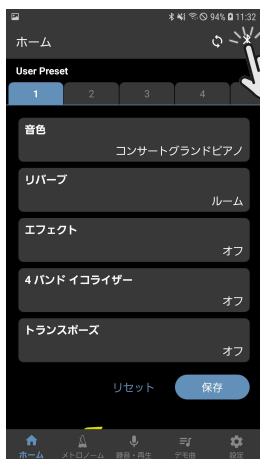 94% 11:32
ホーム
User Preset
1 2 3 4
音色
コンサートグランドピアノ
リバーブ
ルーム
エフェクト
オフ
4 バンド イコライザー
オフ
トランスポーズ
オフ
リセット 保存
ホーム メトロノーム 録音・再生 デモ曲 設定